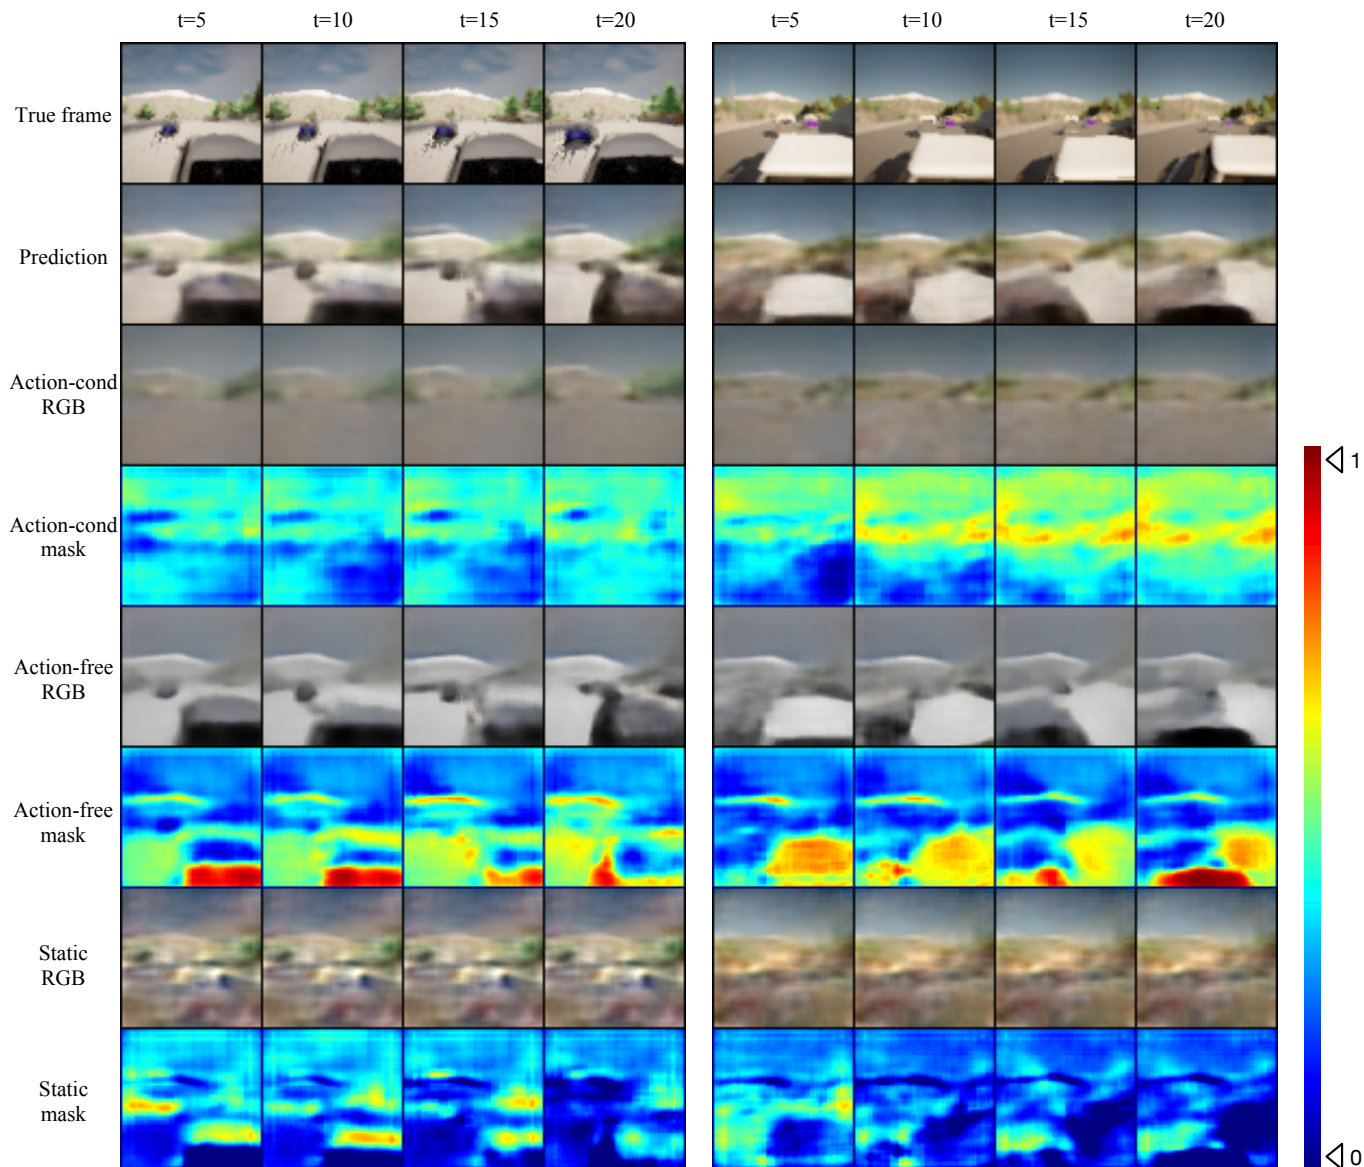 t=5 t=10 t=15 t=20 t=5 t=10 t=15 t=20
True frame
Prediction
Action-cond
RGB
Action-cond
mask
Action-free
RGB
Action-free
mask
Static
RGB
Static
mask
1
0